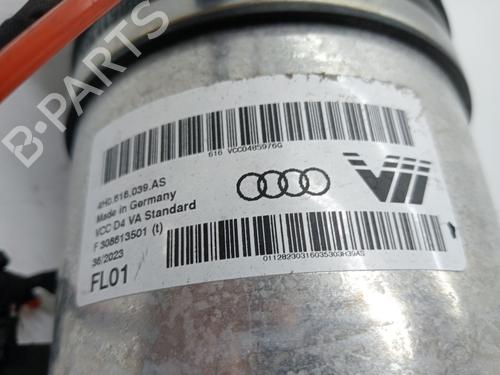 B-PARTS
616 VCC0485976G
4H0.616.039.AS
Made in Germany
VCC D4 VA Standard
F 308613501 (t)
36/2023
FL01
VII
01128230316035303H39AS